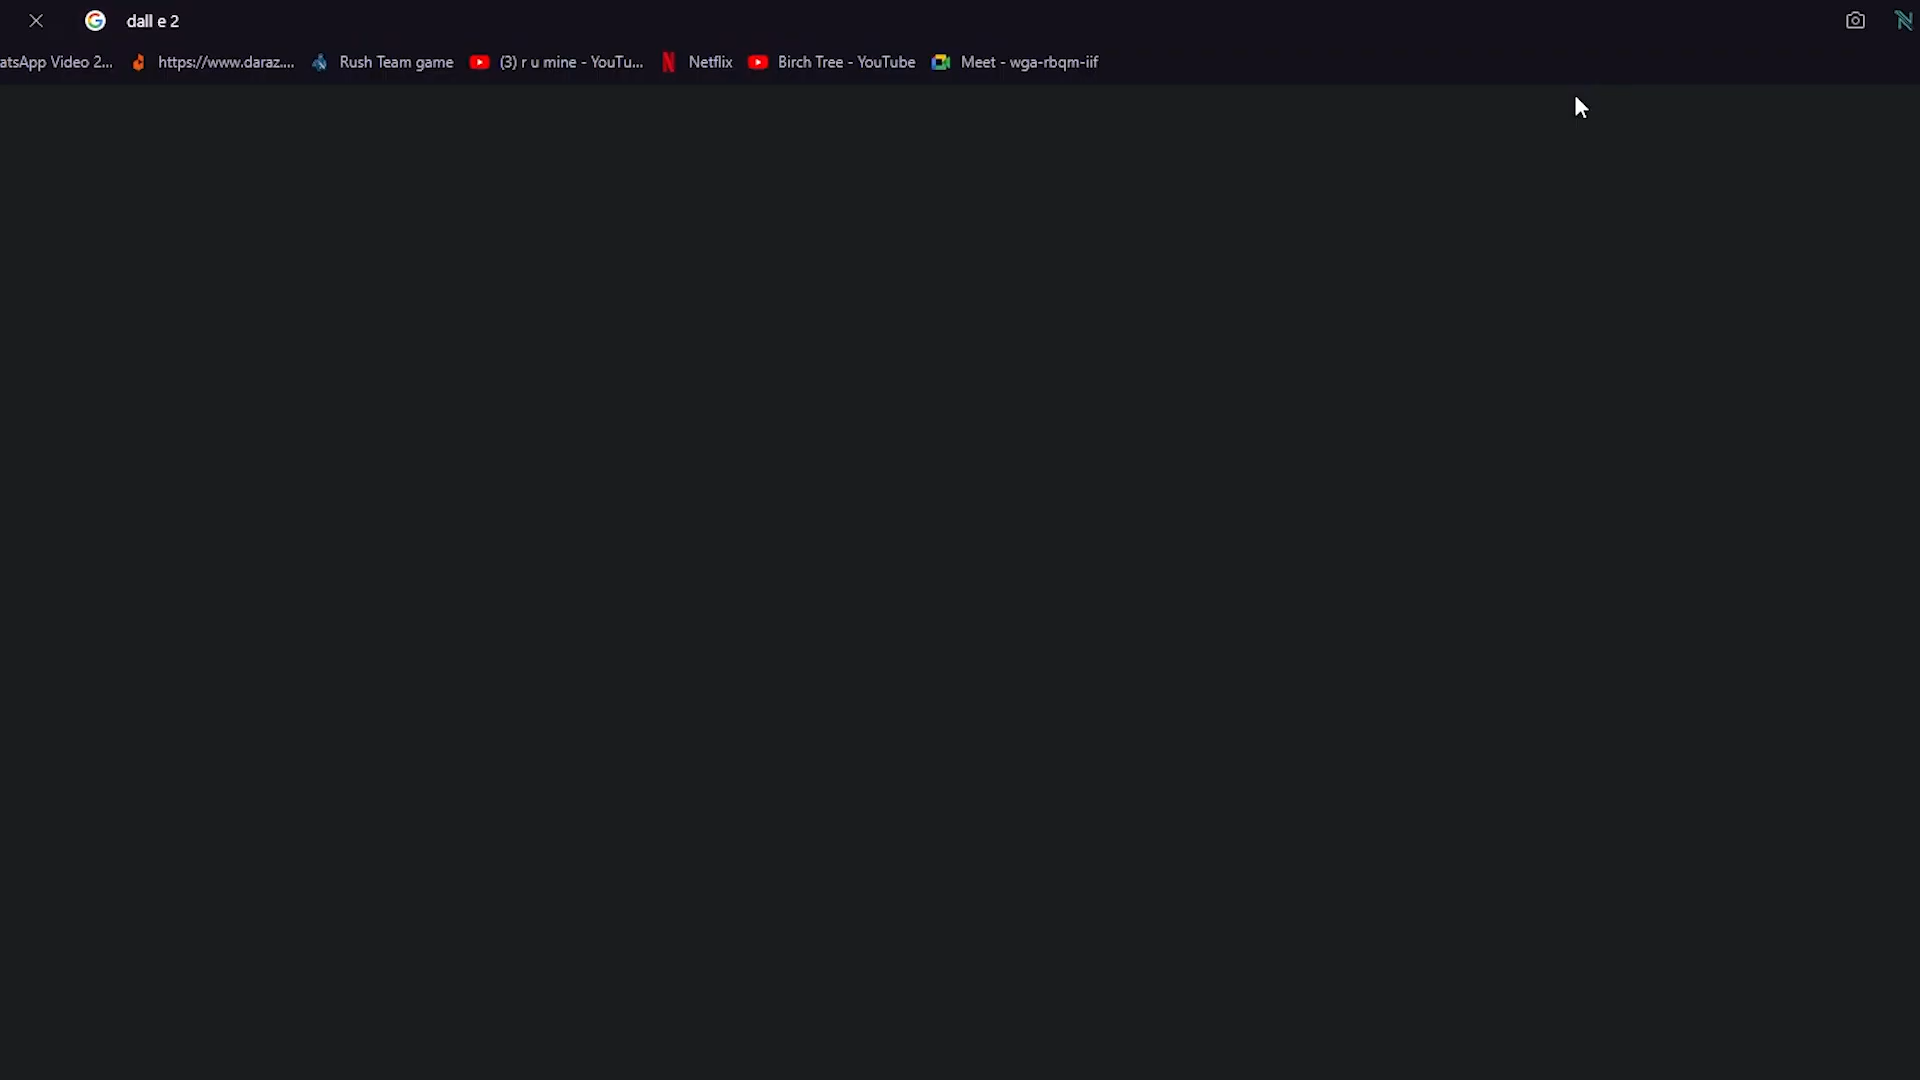 dall e 2
atsApp Video 2...
https://www.daraz....
Rush Team game
(3) r u mine - YouTu...
Netflix
Birch Tree - YouTube
Meet - wga-rbqm-iif